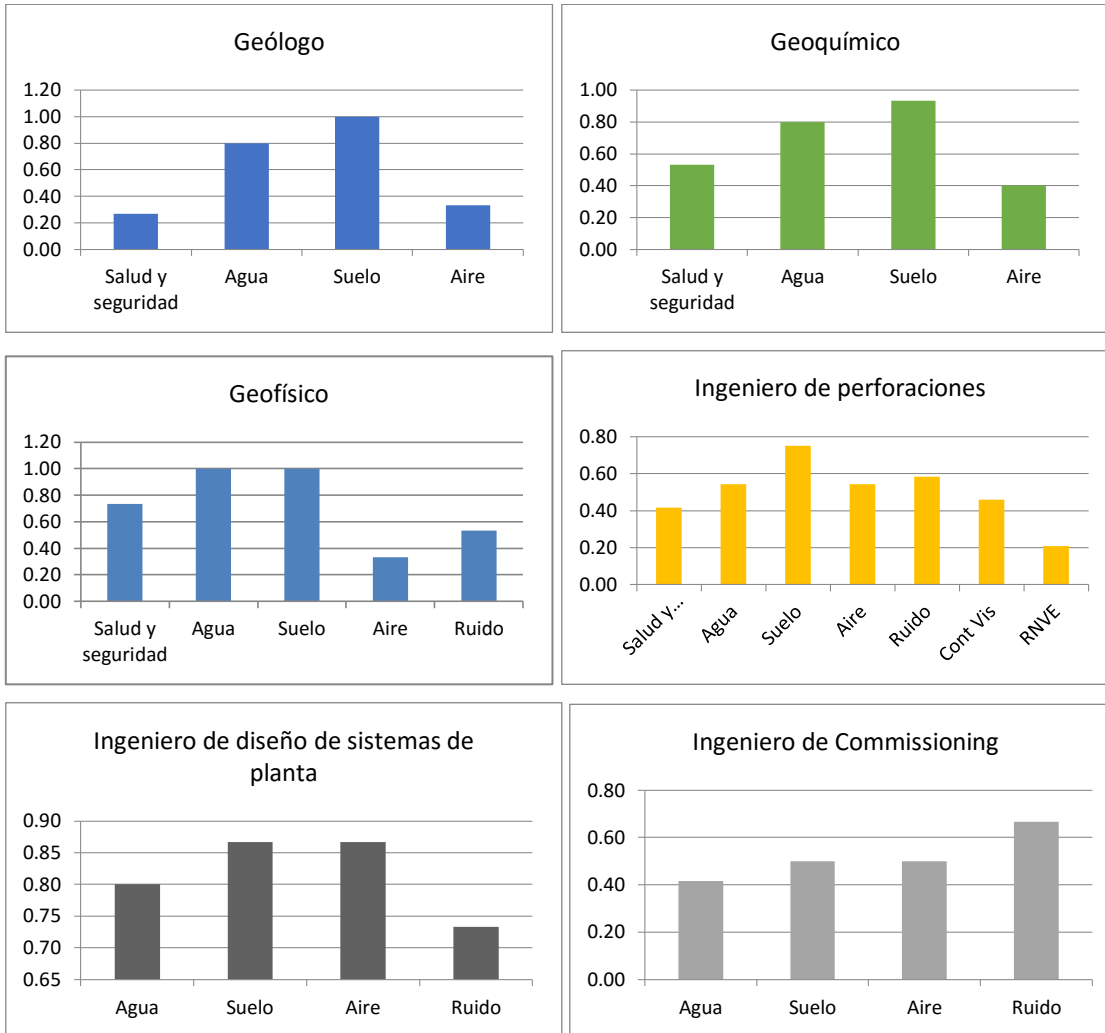 Geólogo
1.20
1.00
0.80
0.60
0.40
0.20
0.00
Salud y
seguridad
Agua
Suelo
Aire
Geoquímico
1.00
0.80
0.60
0.40
0.20
0.00
Salud y
seguridad
Agua
Suelo
Aire
Geofísico
1.20
1.00
0.80
0.60
0.40
0.20
0.00
Salud y
seguridad
Agua
Suelo
Aire
Ruido
Ingeniero de perforaciones
0.80
0.60
0.40
0.20
0.00
Salud y...
Agua
Suelo
Aire
Ruido
Cont Vis
RNVE
Ingeniero de diseño de sistemas de
planta
0.90
0.85
0.80
0.75
0.70
0.65
Agua
Suelo
Aire
Ruido
Ingeniero de Commissioning
0.80
0.60
0.40
0.20
0.00
Agua
Suelo
Aire
Ruido